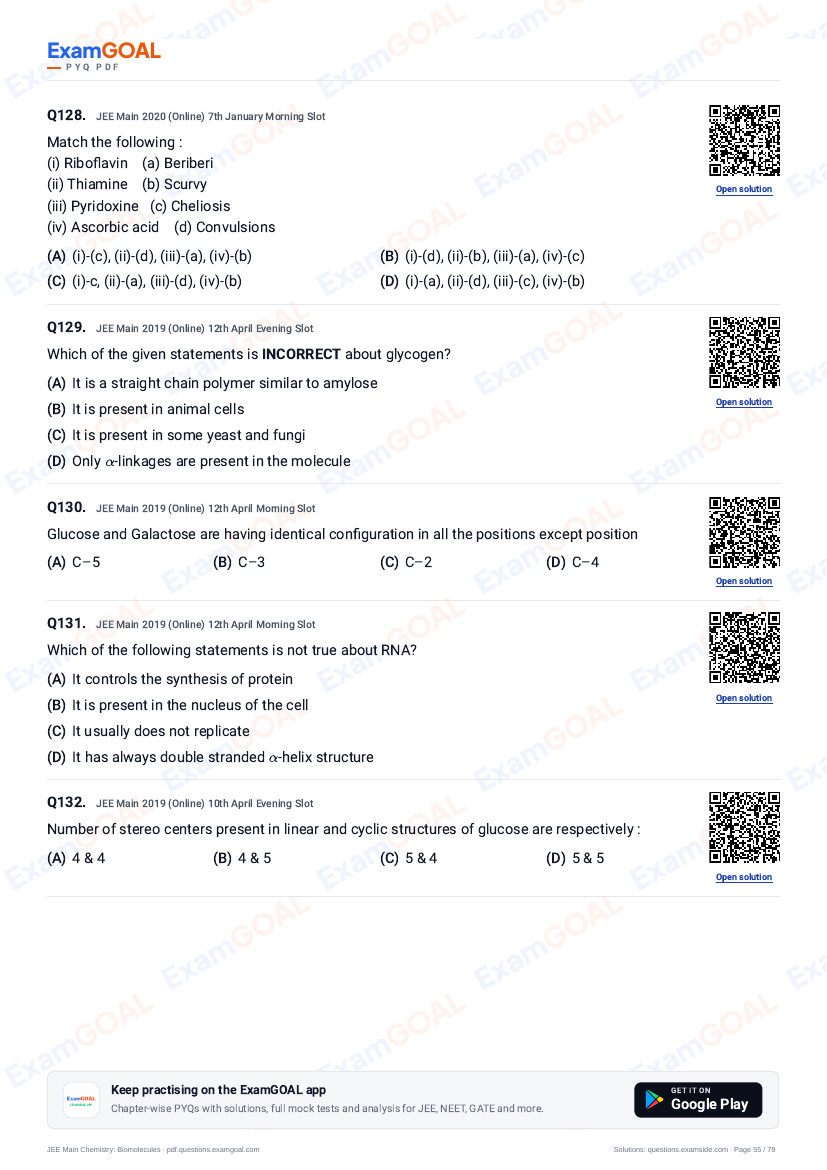 ExamGOAL
PYQ PDF
Q128. JEE Main 2020 (Online) 7th January Morning Slot
Match the following :
(i) Riboflavin (a) Beriberi
(ii) Thiamine (b) Scurvy
(iii) Pyridoxine (c) Cheliosis
(iv) Ascorbic acid (d) Convulsions
(A) (i)-(c), (ii)-(d), (iii)-(a), (iv)-(b) (B) (i)-(d), (ii)-(b), (iii)-(a), (iv)-(c)
(C) (i)-c, (ii)-(a), (iii)-(d), (iv)-(b) (D) (i)-(a), (ii)-(d), (iii)-(c), (iv)-(b)
Open solution
Q129. JEE Main 2019 (Online) 12th April Evening Slot
Which of the given statements is INCORRECT about glycogen?
(A) It is a straight chain polymer similar to amylose
(B) It is present in animal cells
(C) It is present in some yeast and fungi
(D) Only α-linkages are present in the molecule
Open solution
Q130. JEE Main 2019 (Online) 12th April Morning Slot
Glucose and Galactose are having identical configuration in all the positions except position
(A) C–5 (B) C–3 (C) C–2 (D) C–4
Open solution
Q131. JEE Main 2019 (Online) 12th April Morning Slot
Which of the following statements is not true about RNA?
(A) It controls the synthesis of protein
(B) It is present in the nucleus of the cell
(C) It usually does not replicate
(D) It has always double stranded α-helix structure
Open solution
Q132. JEE Main 2019 (Online) 10th April Evening Slot
Number of stereo centers present in linear and cyclic structures of glucose are respectively :
(A) 4 & 4 (B) 4 & 5 (C) 5 & 4 (D) 5 & 5
Open solution
ExamGOAL
Keep practising on the ExamGOAL app
Chapter-wise PYQs with solutions, full mock tests and analysis for JEE, NEET, GATE and more.
GET IT ON
Google Play
JEE Main Chemistry: Biomolecules · pdf.questions.examgoal.com
Solutions: questions.examside.com · Page 55 / 79